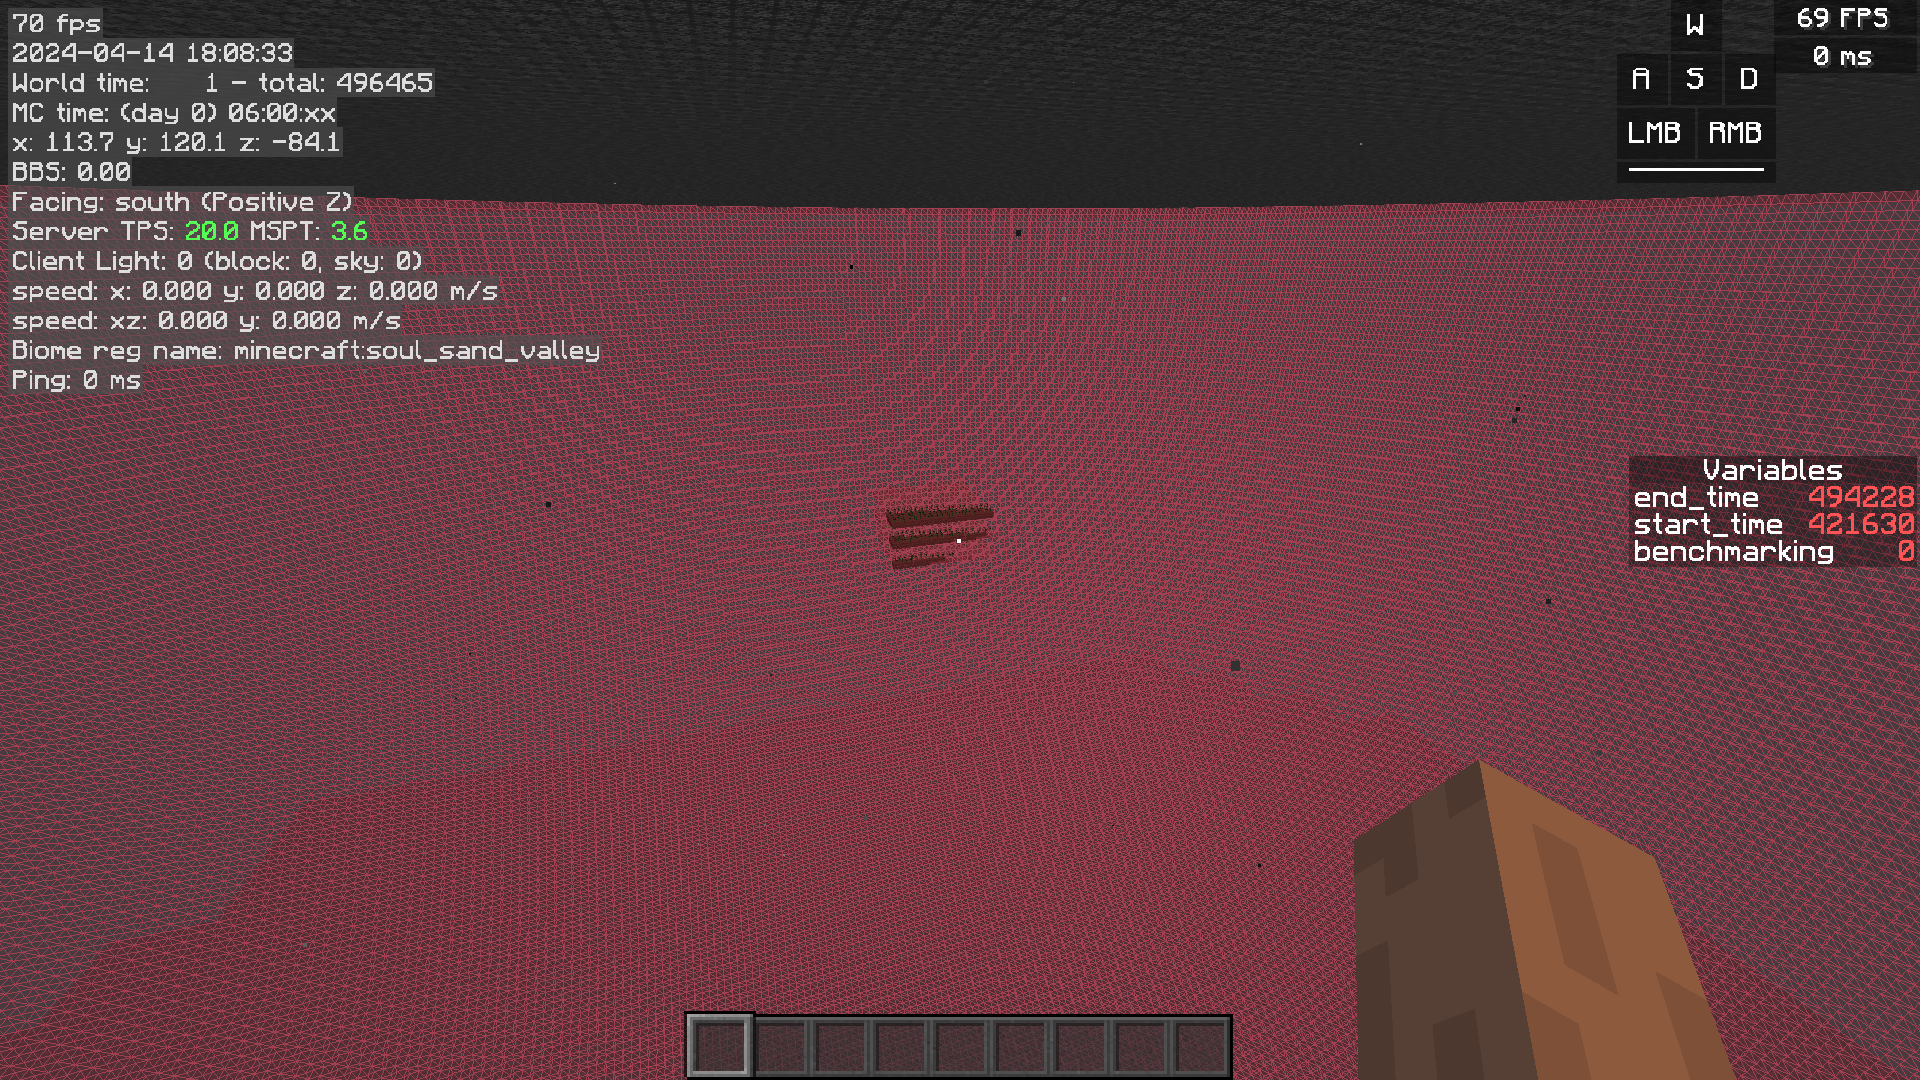 70 fps
2024-04-14 18:08:33
World time:    1 - total: 496465
MC time: (day 0) 06:00:xx
x: 113.7 y: 120.1 z: -84.1
BBS: 0.00
Facing: south (Positive Z)
Server TPS: 20.0 MSPT: 3.6
Client Light: 0 (block: 0, sky: 0)
speed: x: 0.000 y: 0.000 z: 0.000 m/s
speed: xz: 0.000 y: 0.000 m/s
Biome reg name: minecraft:soul_sand_valley
Ping: 0 ms
W
A S D
LMB RMB
69 FPS
0 ms
Variables
end_time 494228
start_time 421630
benchmarking 0